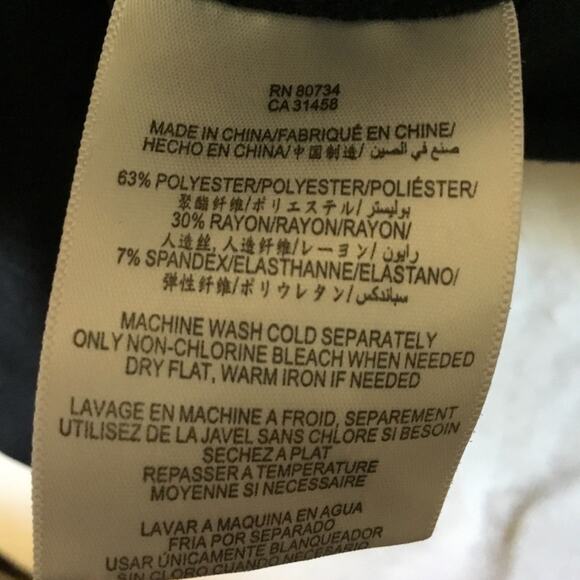 RN 80734
CA 31458
MADE IN CHINA/FABRIQUÉ EN CHINE/
HECHO EN CHINA/中国制造/ صنع في الصين
63% POLYESTER/POLYESTER/POLIÉSTER/
聚酯纤维/ポリエステル/ بوليستر
30% RAYON/RAYON/RAYON/
人造丝, 人造纤维/レーヨン/ رايون
7% SPANDEX/ELASTHANNE/ELASTANO/
弹性纤维/ポリウレタン/ سباندكس
MACHINE WASH COLD SEPARATELY
ONLY NON-CHLORINE BLEACH WHEN NEEDED
DRY FLAT, WARM IRON IF NEEDED
LAVAGE EN MACHINE A FROID, SEPAREMENT
UTILISEZ DE LA JAVEL SANS CHLORE SI BESOIN
SECHEZ A PLAT
REPASSER A TEMPERATURE
MOYENNE SI NECESSAIRE
LAVAR A MAQUINA EN AGUA
FRIA POR SEPARADO
USAR ÚNICAMENTE BLANQUEADOR
SIN CLORO CUANDO NECESARIO